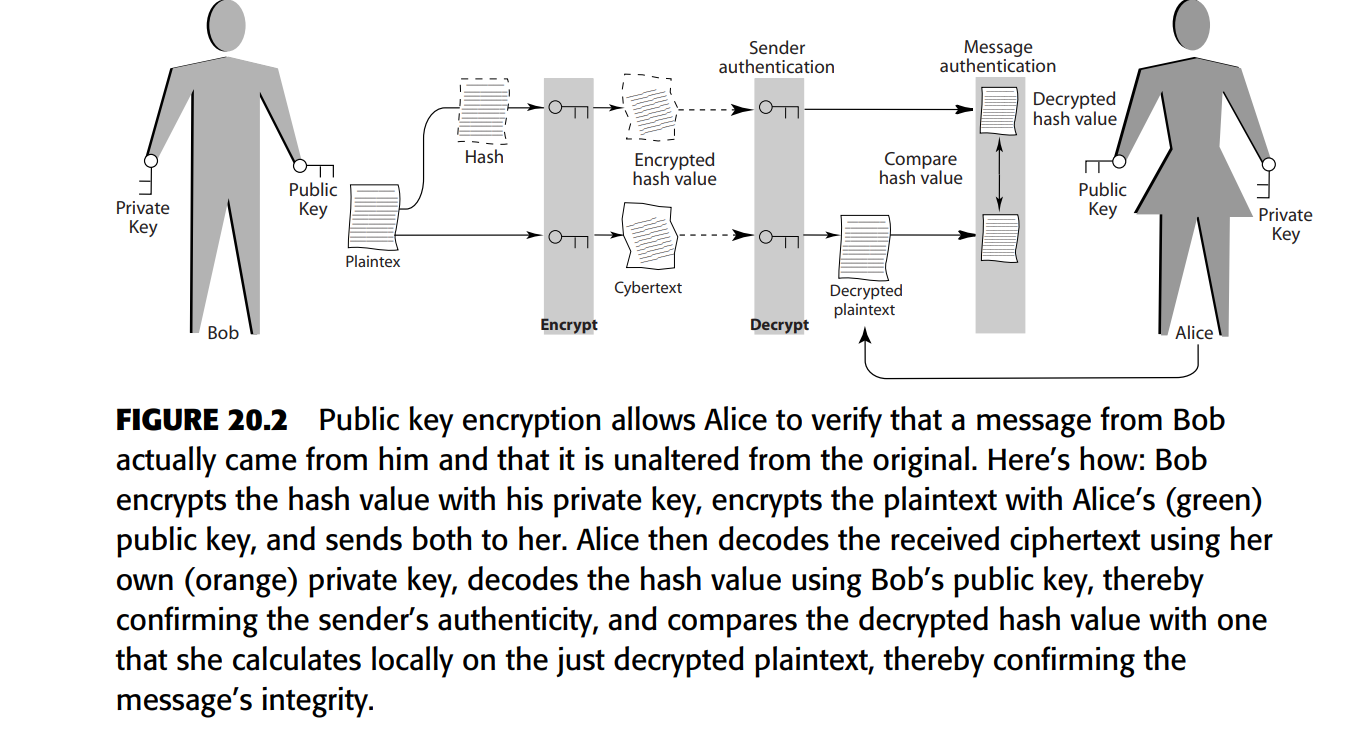 Sender
authentication
Message
authentication
Decrypted
hash value
Hash
Encrypted
hash value
Compare
hash value
Private
Key
Public
Key
Public
Key
Private
Key
Plaintex
Cybertext
Decrypted
plaintext
Encrypt
Decrypt
Bob
Alice
FIGURE 20.2 Public key encryption allows Alice to verify that a message from Bob
actually came from him and that it is unaltered from the original. Here’s how: Bob
encrypts the hash value with his private key, encrypts the plaintext with Alice’s (green)
public key, and sends both to her. Alice then decodes the received ciphertext using her
own (orange) private key, decodes the hash value using Bob’s public key, thereby
confirming the sender’s authenticity, and compares the decrypted hash value with one
that she calculates locally on the just decrypted plaintext, thereby confirming the
message’s integrity.